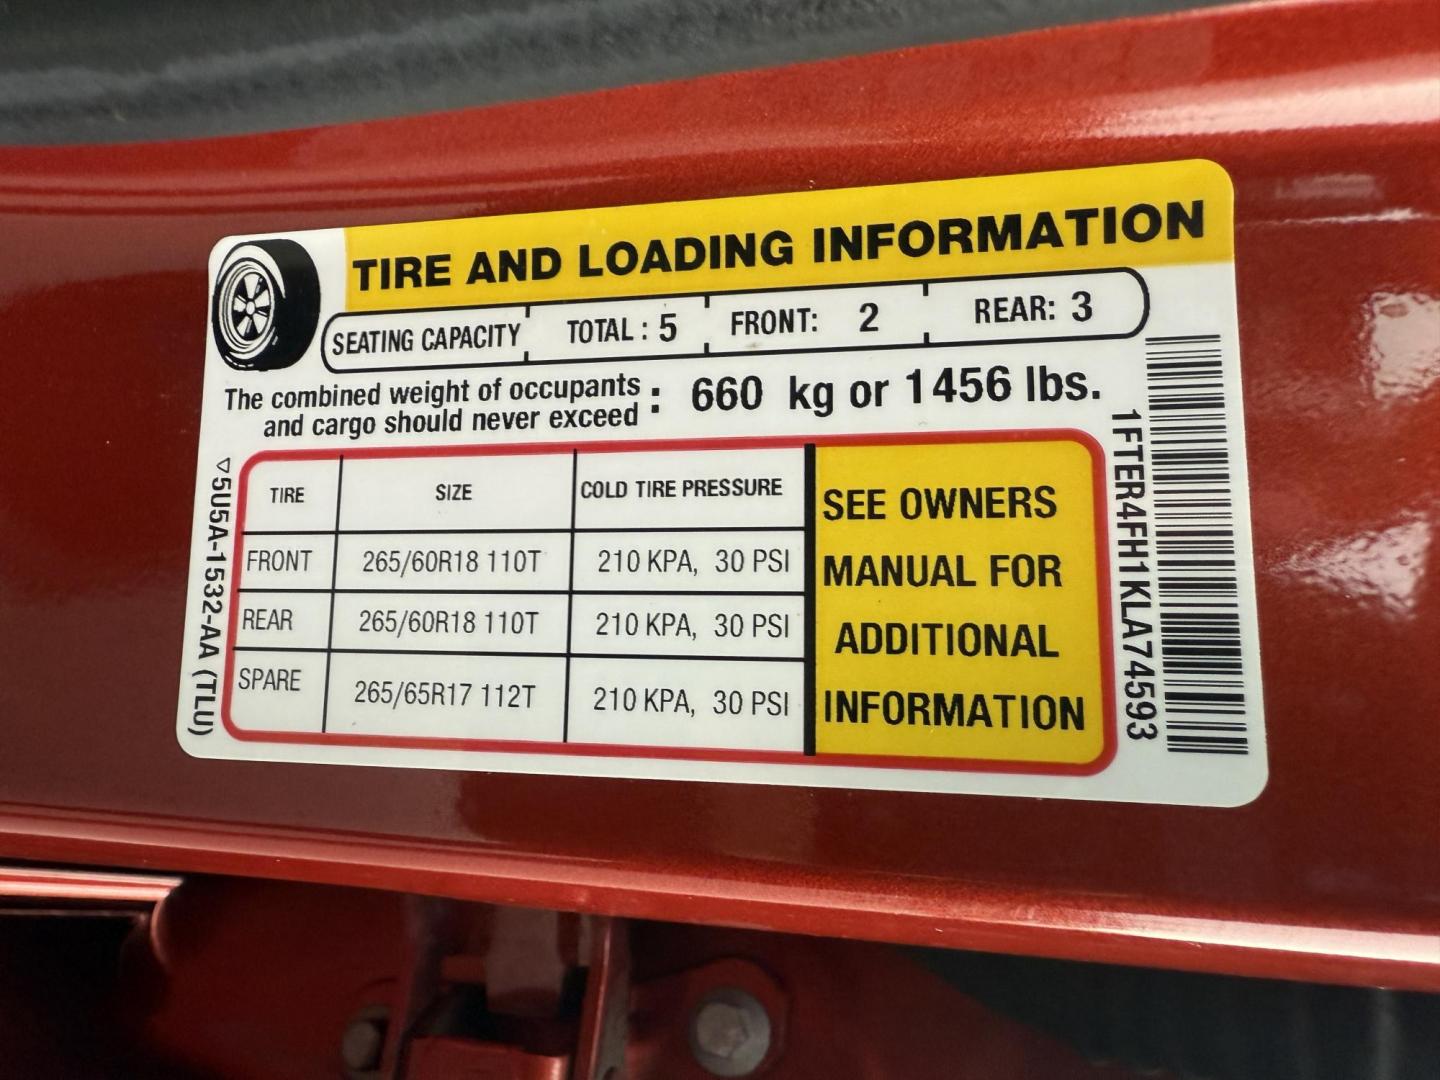 TIRE AND LOADING INFORMATION
SEATING CAPACITY TOTAL : 5 FRONT: 2 REAR: 3
The combined weight of occupants
and cargo should never exceed : 660 kg or 1456 lbs.
TIRE SIZE COLD TIRE PRESSURE
FRONT 265/60R18 110T 210 KPA, 30 PSI
REAR 265/60R18 110T 210 KPA, 30 PSI
SPARE 265/65R17 112T 210 KPA, 30 PSI
SEE OWNERS
MANUAL FOR
ADDITIONAL
INFORMATION
▽5U5A-1532-AA (TLU)
1FTER4FH1KLA74593